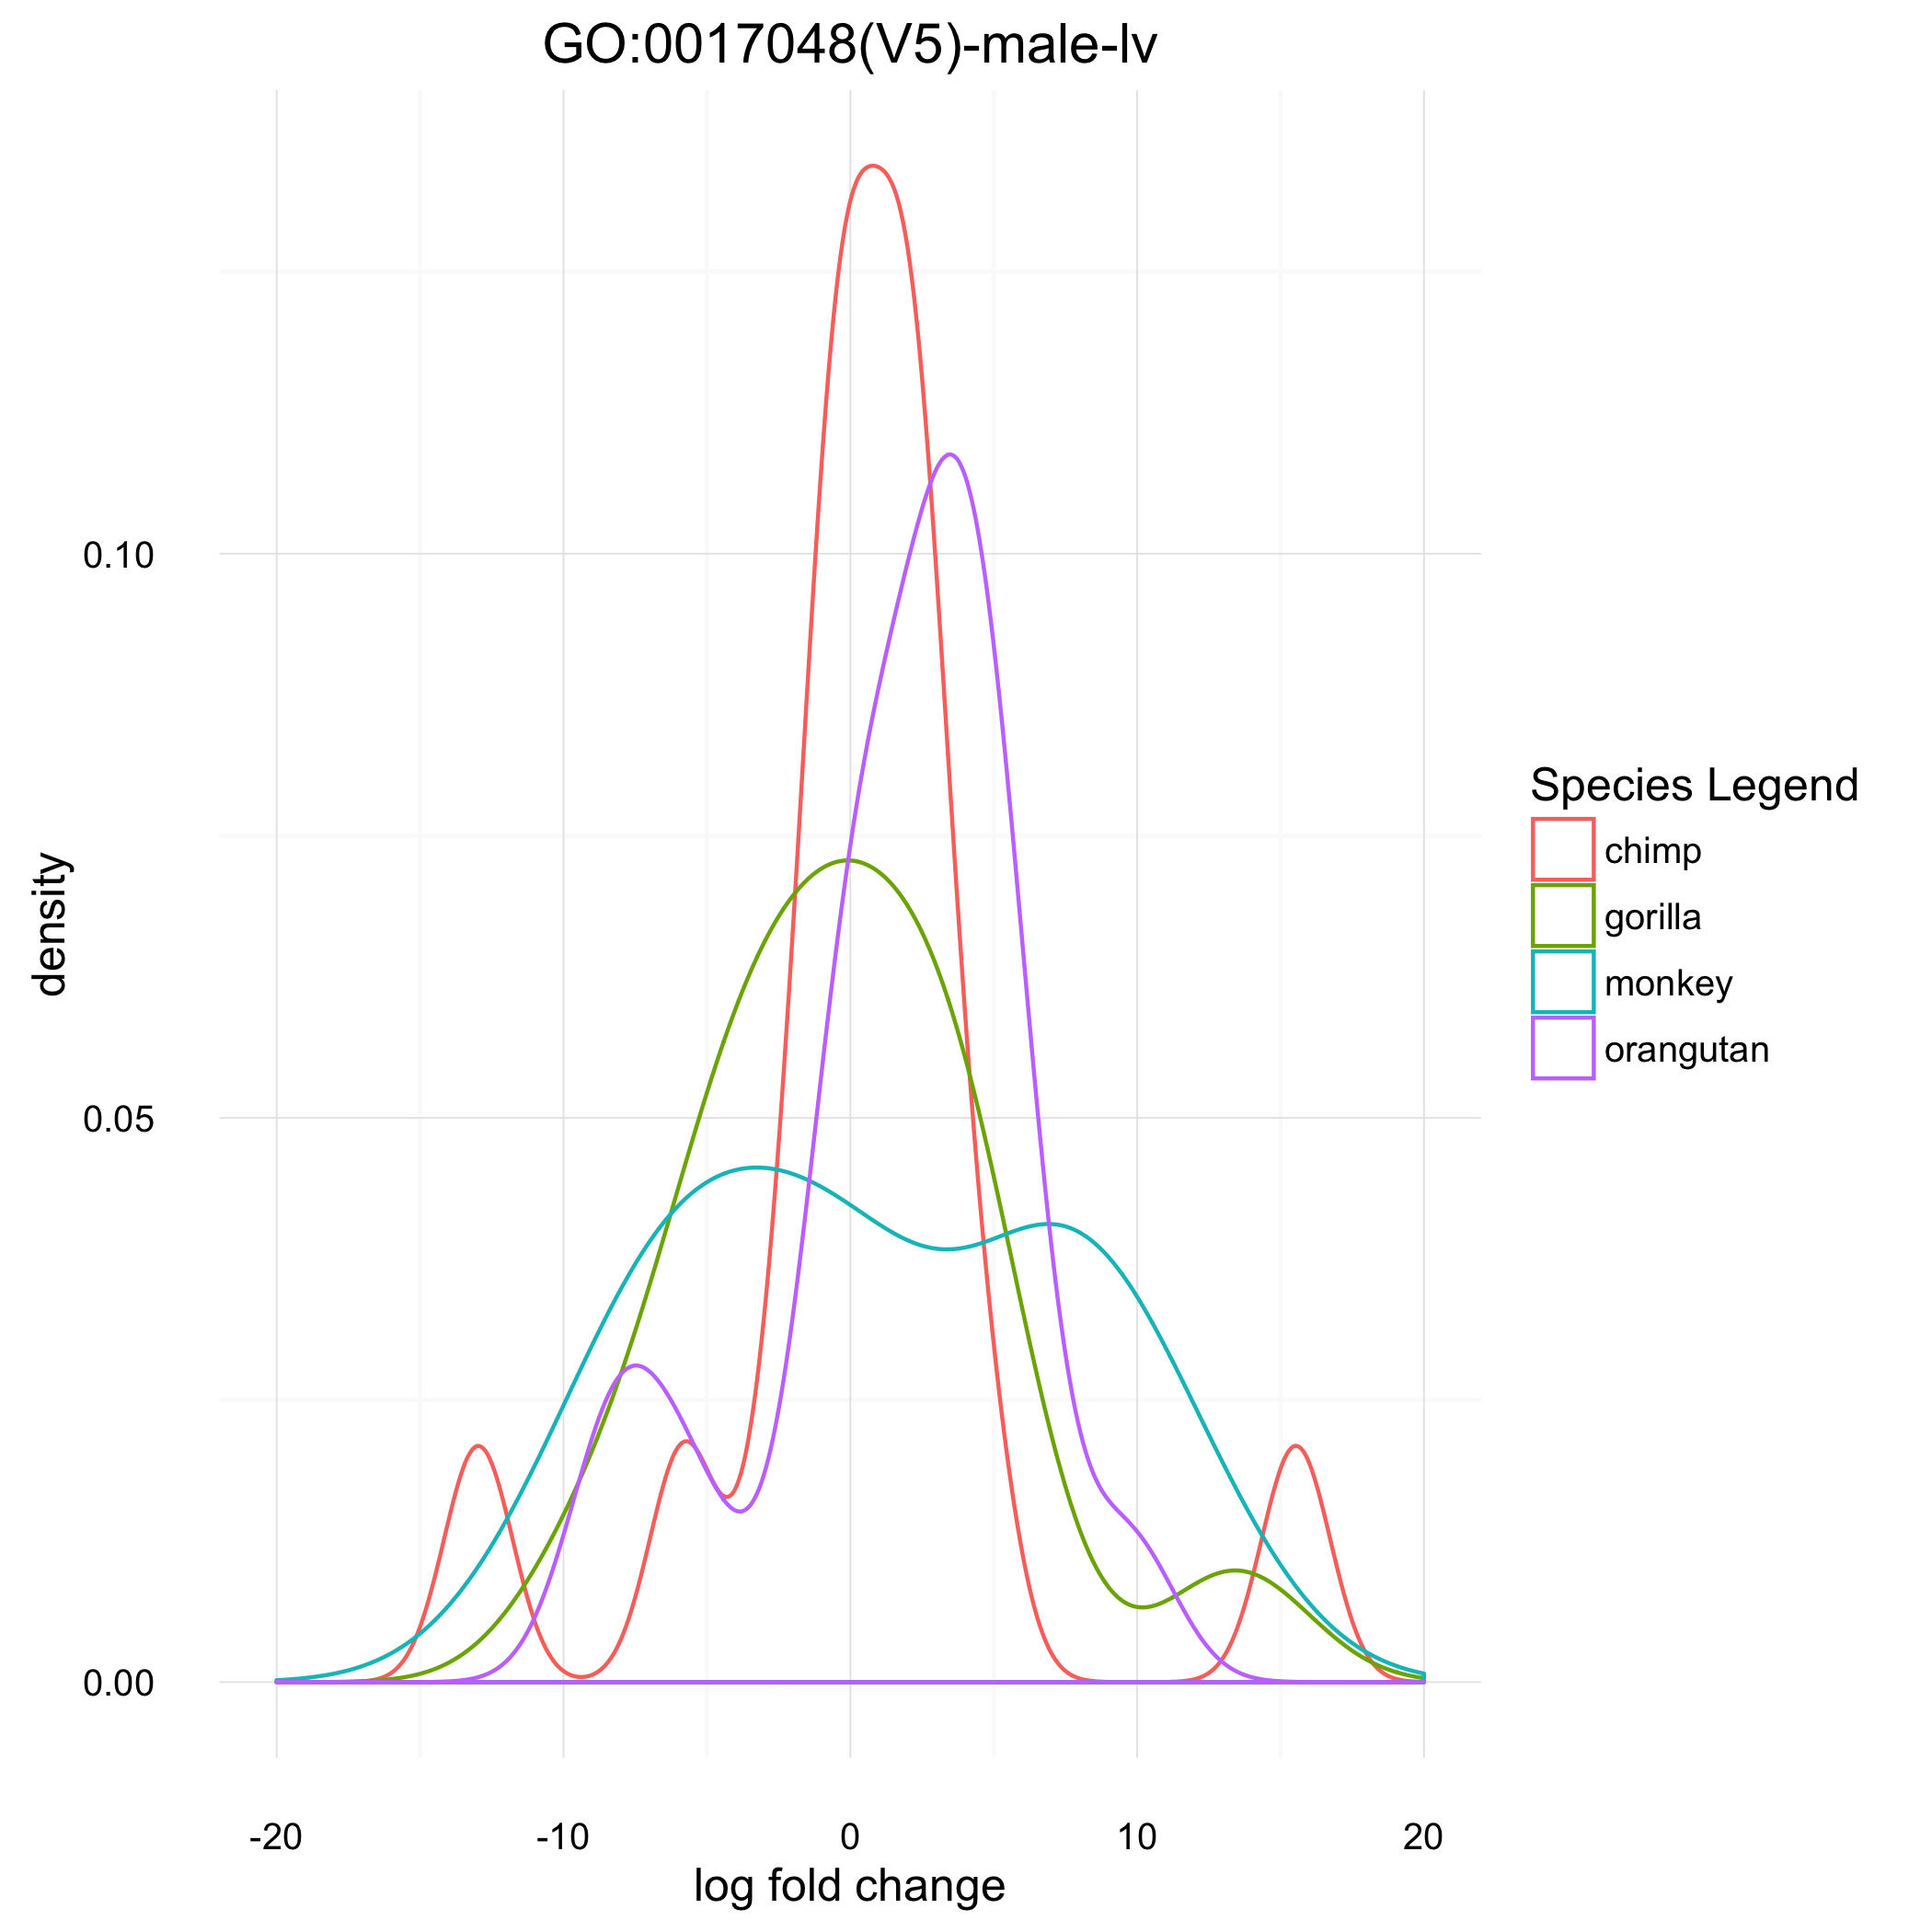 GO:0017048(V5)-male-lv
density
0.10
0.05
0.00
-20 -10 0 10 20
log fold change
Species Legend
chimp
gorilla
monkey
orangutan